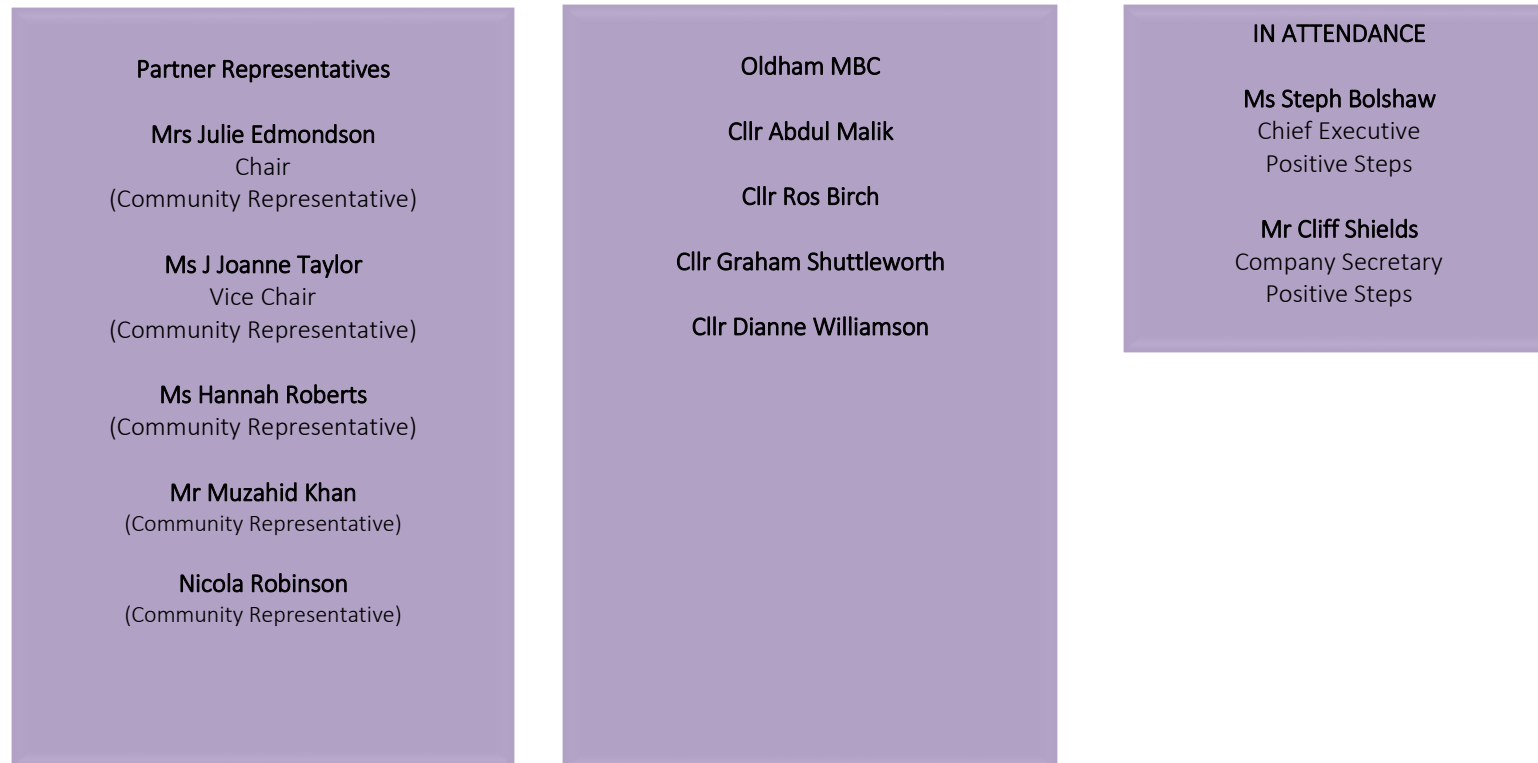 Partner Representatives
Mrs Julie Edmondson
Chair
(Community Representative)
Ms J Joanne Taylor
Vice Chair
(Community Representative)
Ms Hannah Roberts
(Community Representative)
Mr Muzahid Khan
(Community Representative)
Nicola Robinson
(Community Representative)
Oldham MBC
Cllr Abdul Malik
Cllr Ros Birch
Cllr Graham Shuttleworth
Cllr Dianne Williamson
IN ATTENDANCE
Ms Steph Bolshaw
Chief Executive
Positive Steps
Mr Cliff Shields
Company Secretary
Positive Steps